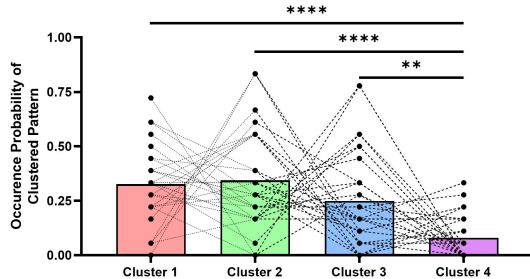 ****
****
**
Occurrence Probability of
Clustered Pattern
1.00
0.75
0.50
0.25
0.00
Cluster 1 Cluster 2 Cluster 3 Cluster 4